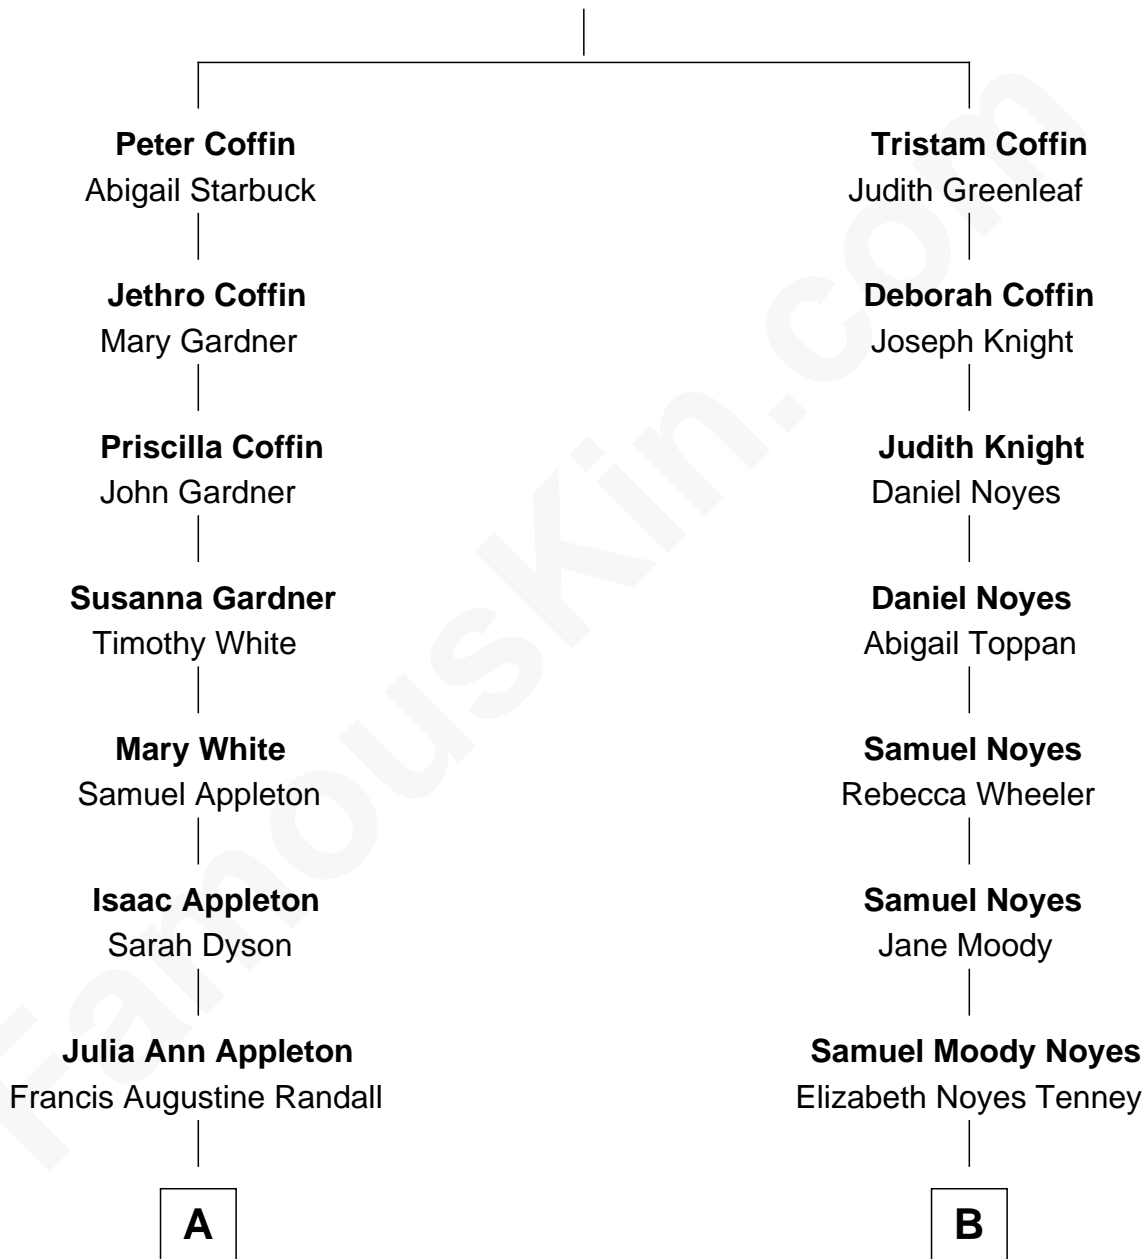 Peter Coffin
Abigail Starbuck
Jethro Coffin
Mary Gardner
Priscilla Coffin
John Gardner
Susanna Gardner
Timothy White
Mary White
Samuel Appleton
Isaac Appleton
Sarah Dyson
Julia Ann Appleton
Francis Augustine Randall
A
Tristam Coffin
Judith Greenleaf
Deborah Coffin
Joseph Knight
Judith Knight
Daniel Noyes
Daniel Noyes
Abigail Toppan
Samuel Noyes
Rebecca Wheeler
Samuel Noyes
Jane Moody
Samuel Moody Noyes
Elizabeth Noyes Tenney
B
FamousKin.com